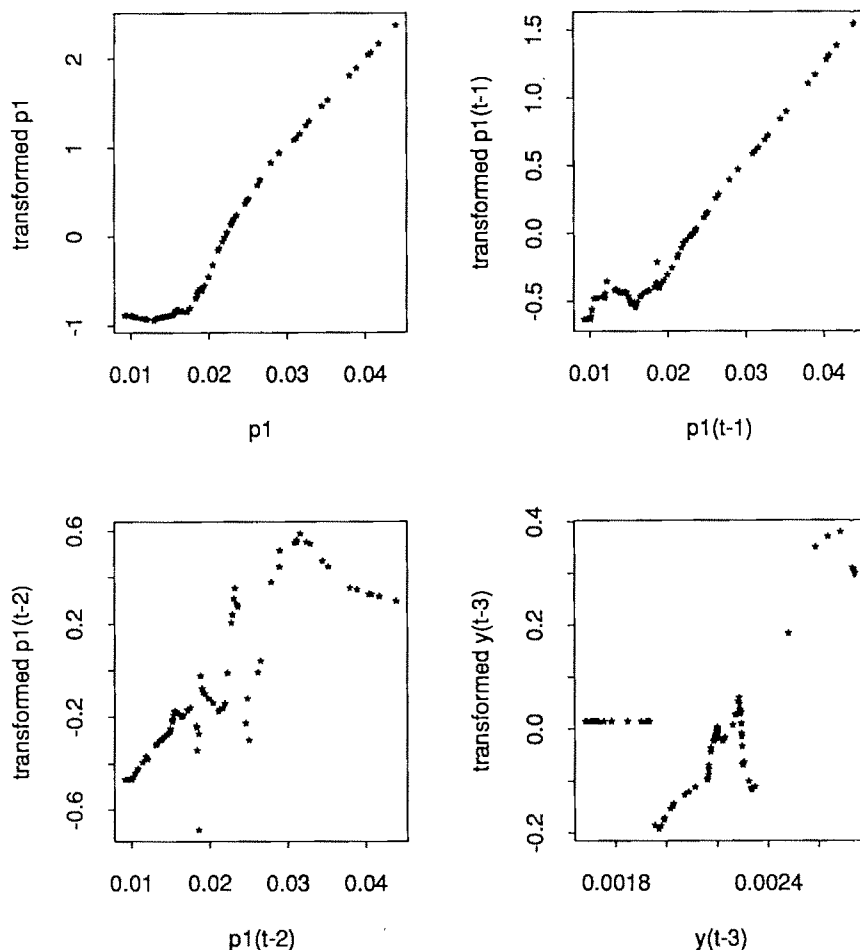 transformed p1
2
1
0
-1
0.01 0.02 0.03 0.04
p1
transformed p1(t-1)
1.5
1.0
0.5
0.0
-0.5
0.01 0.02 0.03 0.04
p1(t-1)
transformed p1(t-2)
0.6
0.2
-0.2
-0.6
0.01 0.02 0.03 0.04
p1(t-2)
transformed y(t-3)
0.4
0.2
0.0
-0.2
0.0018 0.0024
y(t-3)